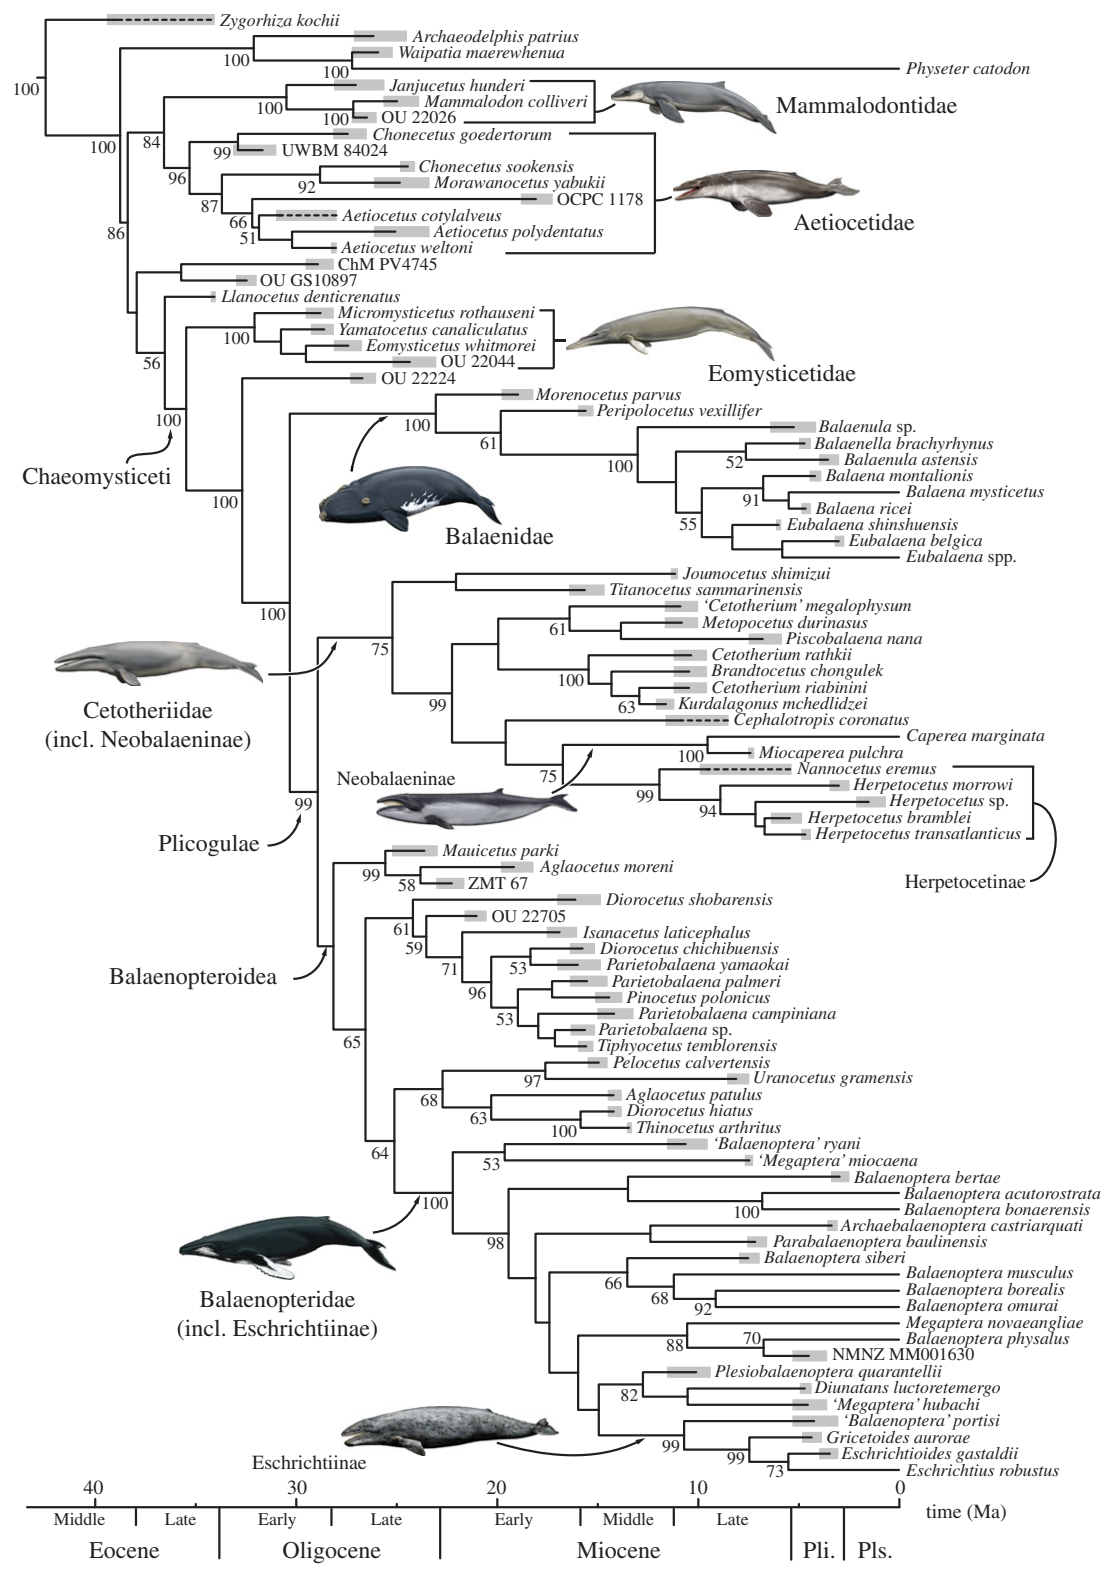 Zygorhiza kochii
Archaeodelphis patrius
Waipatia maerewhenua
100
100
Physeter catodon
100
Janjucetus hunderi
Mammalodon colliveri
100
100
OU 22026
Mammalodontidae
Chonecetus goedertorum
84
100
99
UWBM 84024
Chonecetus sookensis
96
92
Morawanocetus yabukii
87
OCPC 1178
66
Aetiocetus cotylalveus
Aetiocetidae
86
51
Aetiocetus polydentatus
Aetiocetus weltoni
ChM PV4745
OU GS10897
Llanocetus denticrenatus
Micromysticetus rothauseni
100
Yamatocetus canaliculatus
Eomysticetus whitmorei
56
OU 22044
Eomysticetidae
OU 22224
Morenocetus parvus
Peripolocetus vexillifer
100
100
Balaenula sp.
61
Balaenella brachyrhynus
52
Balaenula astensis
Chaeomysticeti
100
Balaena montalionis
Balaena mysticetus
100
91
Balaena ricei
55
Eubalaena shinshuensis
Balaenidae
Eubalaena belgica
Eubalaena spp.
Joumocetus shimizui
Titanocetus sammarinensis
100
‘Cetotherium’ megalophysum
61
Metopocetus durinasus
Piscobalaena nana
75
Cetotherium rathkii
100
Brandtocetus chongulek
Cetotherium riabinini
99
63
Kurdalagonus mchedlidzei
Cetotheriidae
(incl. Neobalaeninae)
Cephalotropis coronatus
Caperea marginata
100
Miocaperea pulchra
Neobalaeninae
75
Nannocetus eremus
99
Herpetocetus morrowi
99
94
Herpetocetus sp.
Herpetocetus bramblei
Herpetocetus transatlanticus
Plicogulae
Mauicetus parki
99
Aglaocetus moreni
58
ZMT 67
Herpetocetinae
Diorocetus shobarensis
61
OU 22705
59
Isanacetus laticephalus
71
Diorocetus chichibuensis
53
Parietobalaena yamaokai
Balaenopteroidea
96
Parietobalaena palmeri
Pinocetus polonicus
53
Parietobalaena campiniana
65
Parietobalaena sp.
Tiphyocetus temblorensis
Pelocetus calvertensis
97
Uranocetus gramensis
68
Aglaocetus patulus
63
Diorocetus hiatus
100
Thinocetus arthritus
64
‘Balaenoptera’ ryani
53
‘Megaptera’ miocaena
Balaenoptera bertae
100
Balaenoptera acutorostrata
100
Balaenoptera bonaerensis
Archaebalaenoptera castriarquati
98
Parabalaenoptera baulinensis
Balaenoptera siberi
66
Balaenoptera musculus
68
Balaenoptera borealis
92
Balaenoptera omurai
Balaenopteridae
(incl. Eschrichtiinae)
Megaptera novaeangliae
88
70
Balaenoptera physalus
NMNZ MM001630
Plesiobalaenoptera quarantellii
82
Diunatans luctoretemergo
‘Megaptera’ hubachi
‘Balaenoptera’ portisi
99
Gricetoides aurorae
Eschrichtiinae
99
Eschrichtioides gastaldii
73
Eschrichtius robustus
40 30 20 10 0
time (Ma)
Middle Late Early Late Early Middle Late
Eocene Oligocene Miocene Pli. Pls.